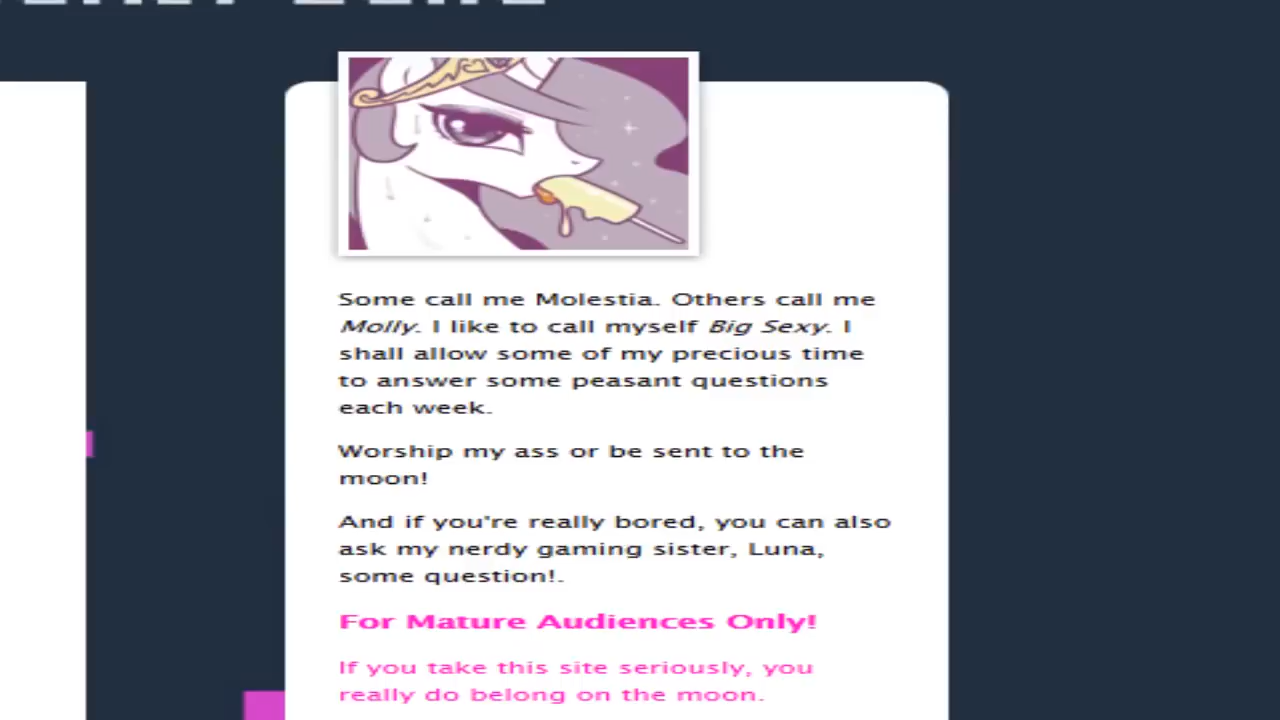 Some call me Molestia. Others call me
Molly. I like to call myself Big Sexy. I
shall allow some of my precious time
to answer some peasant questions
each week.
Worship my ass or be sent to the
moon!
And if you're really bored, you can also
ask my nerdy gaming sister, Luna,
some question!.
For Mature Audiences Only!
If you take this site seriously, you
really do belong on the moon.